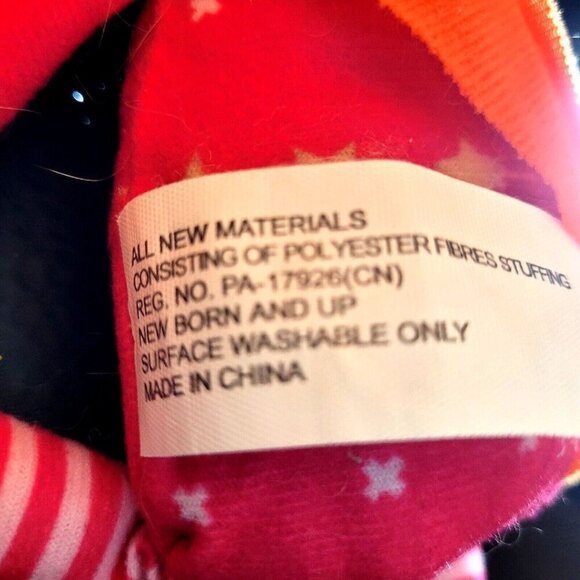 ALL NEW MATERIALS
CONSISTING OF POLYESTER FIBRES STUFFING
REG. NO. PA-17926(CN)
NEW BORN AND UP
SURFACE WASHABLE ONLY
MADE IN CHINA